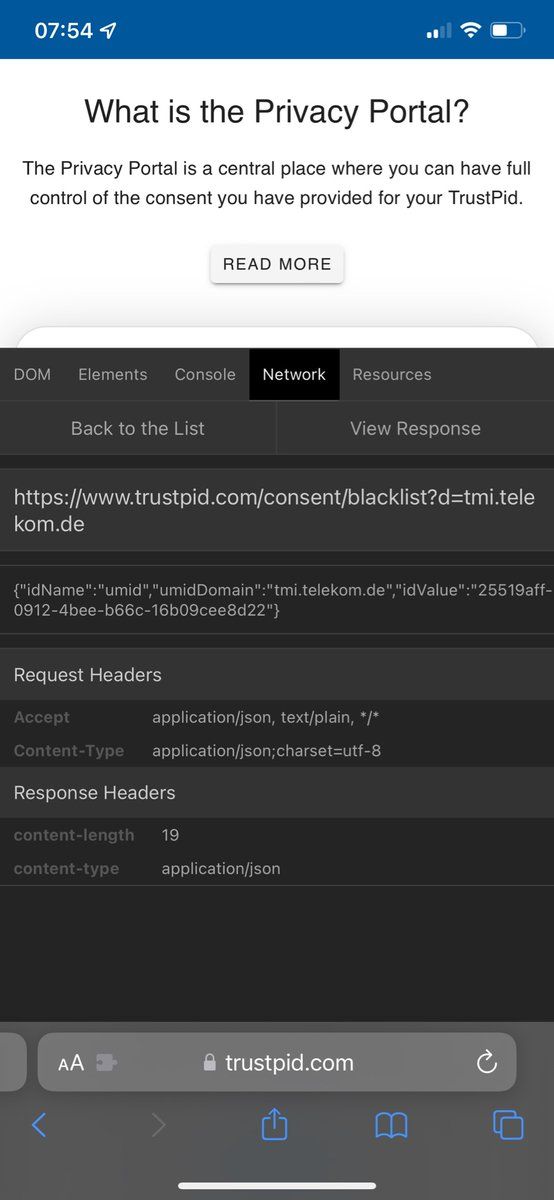 07:54
What is the Privacy Portal?
The Privacy Portal is a central place where you can have full
control of the consent you have provided for your TrustPid.
READ MORE
DOM Elements Console Network Resources
Back to the List View Response
https://www.trustpid.com/consent/blacklist?d=tmi.tele
kom.de
{"idName":"umid","umidDomain":"tmi.telekom.de","idValue":"25519aff-
0912-4bee-b66c-16b09cee8d22"}
Request Headers
Accept application/json, text/plain, */*
Content-Type application/json;charset=utf-8
Response Headers
content-length 19
content-type application/json
AA trustpid.com